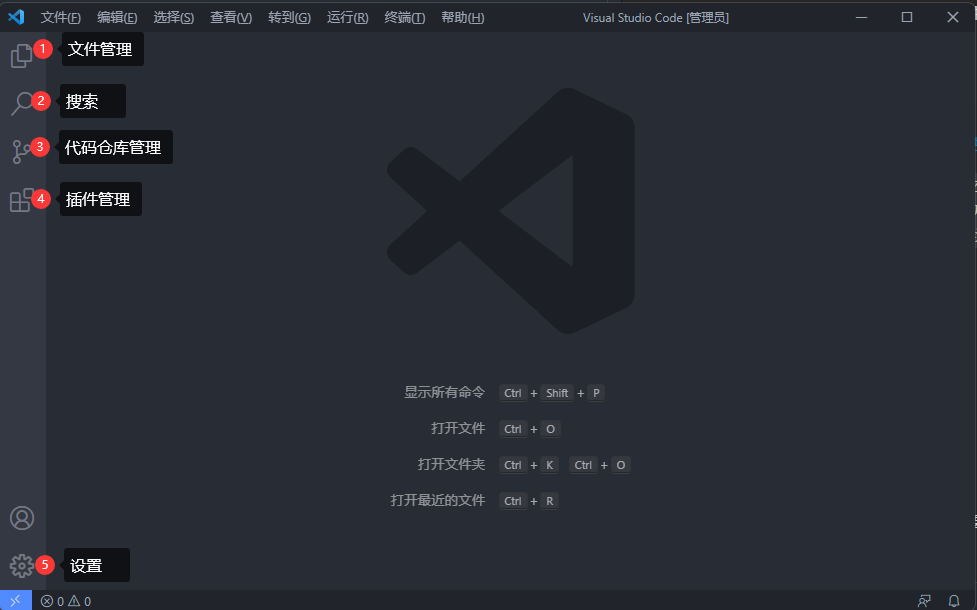 文件(F) 编辑(E) 选择(S) 查看(V) 转到(G) 运行(R) 终端(T) 帮助(H) Visual Studio Code [管理员]
1 文件管理
2 搜索
3 代码仓库管理
4 插件管理
显示所有命令 Ctrl + Shift + P
打开文件 Ctrl + O
打开文件夹 Ctrl + K Ctrl + O
打开最近的文件 Ctrl + R
5 设置
0 0